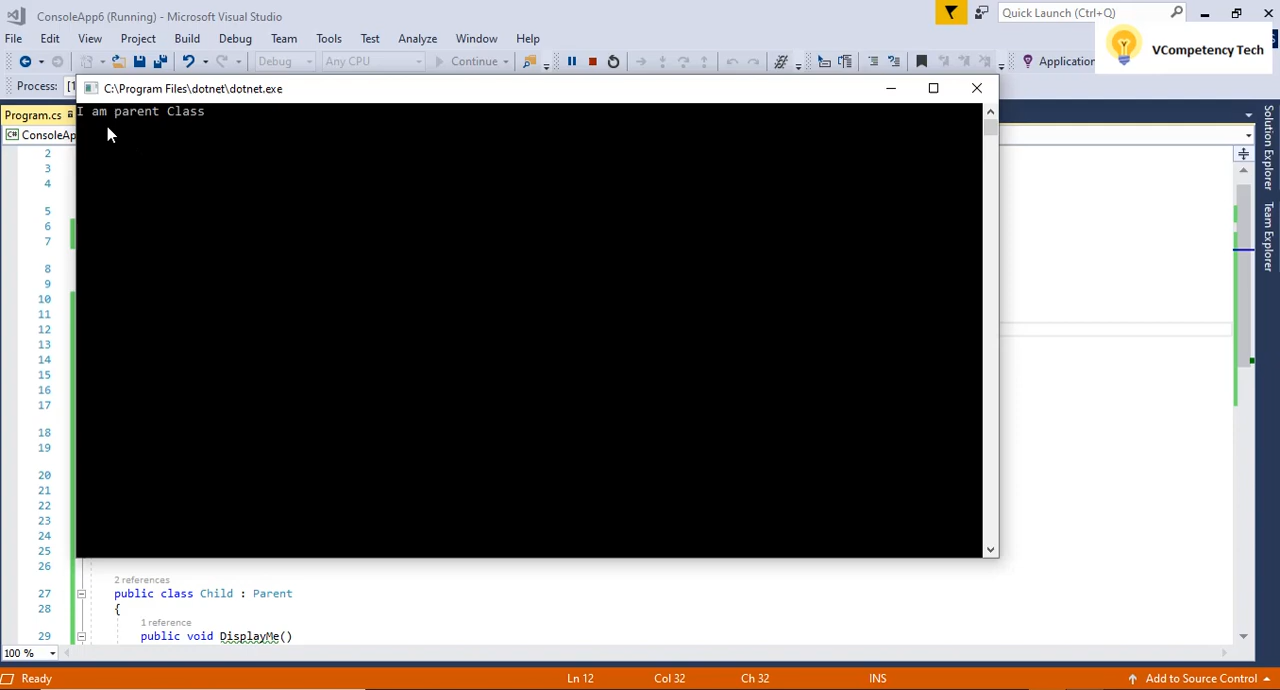 ConsoleApp6 (Running) - Microsoft Visual Studio
Quick Launch (Ctrl+Q)
File Edit View Project Build Debug Team Tools Test Analyze Window Help
VCompetency Tech
Debug Any CPU Continue Application
Process: [1
C:\Program Files\dotnet\dotnet.exe
Program.cs
I am parent Class
ConsoleAp
Solution Explorer
Team Explorer
2
3
4
5
6
7
8
9
10
11
12
13
14
15
16
17
18
19
20
21
22
23
24
25
26
2 references
27 public class Child : Parent
28 {
1 reference
29 public void DisplayMe()
100 %
Ready Ln 12 Col 32 Ch 32 INS Add to Source Control